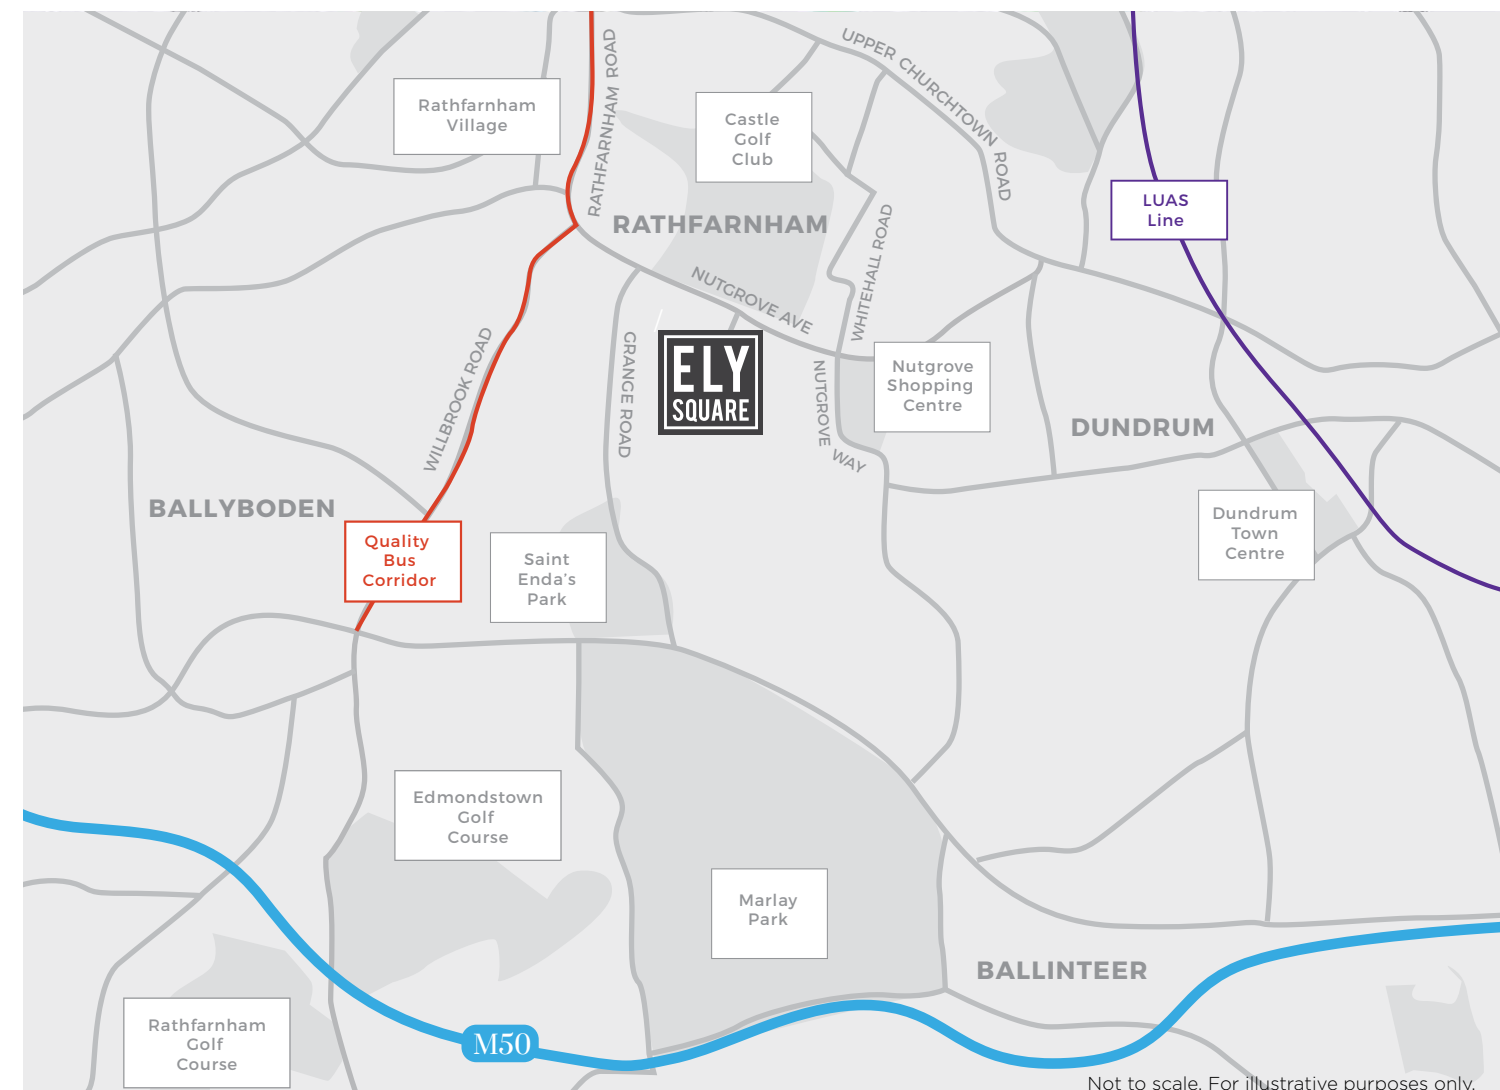 UPPER CHURCHTOWN ROAD
RATHFARNHAM ROAD
Rathfarnham
Village
Castle
Golf
Club
LUAS
Line
RATHFARNHAM
WHITEHALL ROAD
NUTGROVE AVE
WILLBROOK ROAD
GRANGE ROAD
ELY
SQUARE
NUTGROVE WAY
Nutgrove
Shopping
Centre
DUNDRUM
BALLYBODEN
Quality
Bus
Corridor
Saint
Enda's
Park
Dundrum
Town
Centre
Edmondstown
Golf
Course
Marlay
Park
BALLINTEER
Rathfarnham
Golf
Course
M50
Not to scale. For illustrative purposes only.